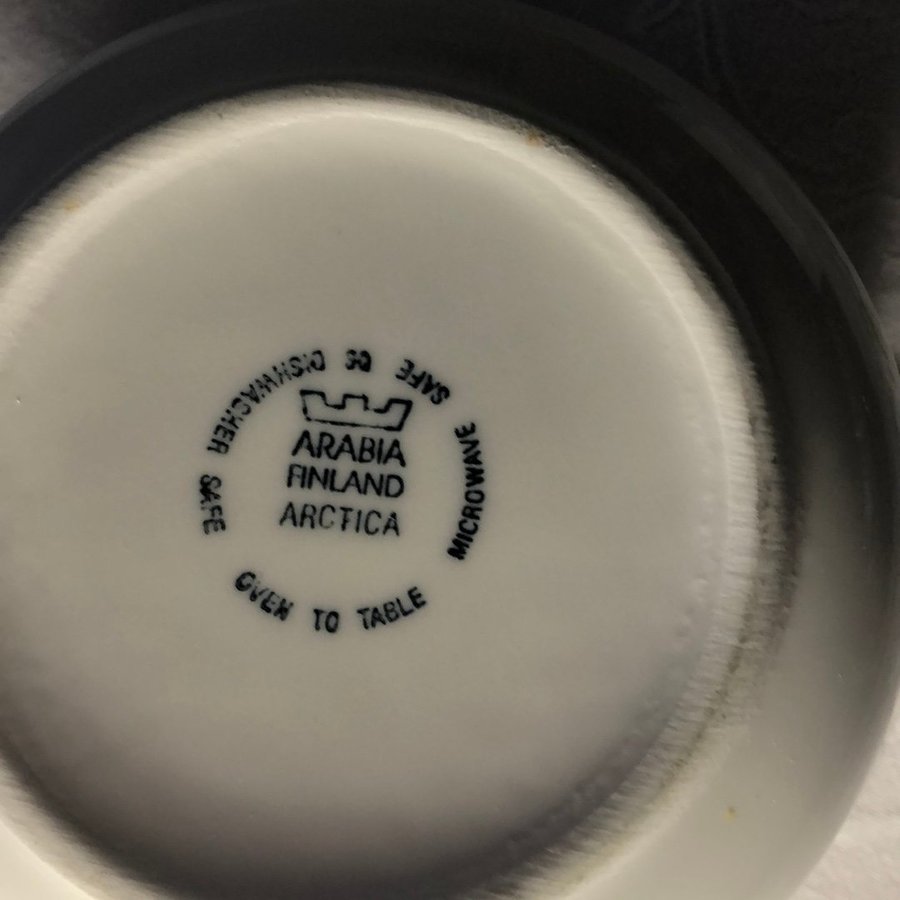 ARABIA
FINLAND
ARCTICA
DISHWASHER SAFE
OVEN TO TABLE
MICROWAVE SAFE